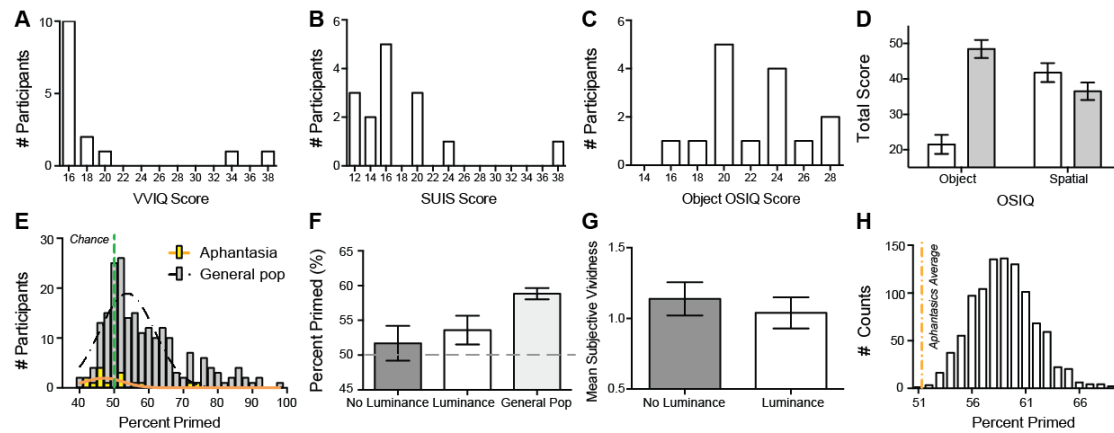 A
# Participants
10
5
0
16 18 20 22 24 26 28 30 32 34 36 38
VVIQ Score
B
# Participants
6
4
2
0
12 14 16 18 20 22 24 26 28 30 32 34 36 38
SUIS Score
C
# Participants
6
4
2
0
14 16 18 20 22 24 26 28
Object OSIQ Score
D
Total Score
50
40
30
20
Object Spatial
OSIQ
E
# Participants
30
20
10
0
Chance
Aphantasia
General pop
40 50 60 70 80 90 100
Percent Primed
F
Percent Primed (%)
65
60
55
50
45
No Luminance Luminance General Pop
G
Mean Subjective Vividness
1.5
1.0
0.5
No Luminance Luminance
H
# Counts
150
100
50
0
Aphantasics Average
51 56 61 66
Percent Primed